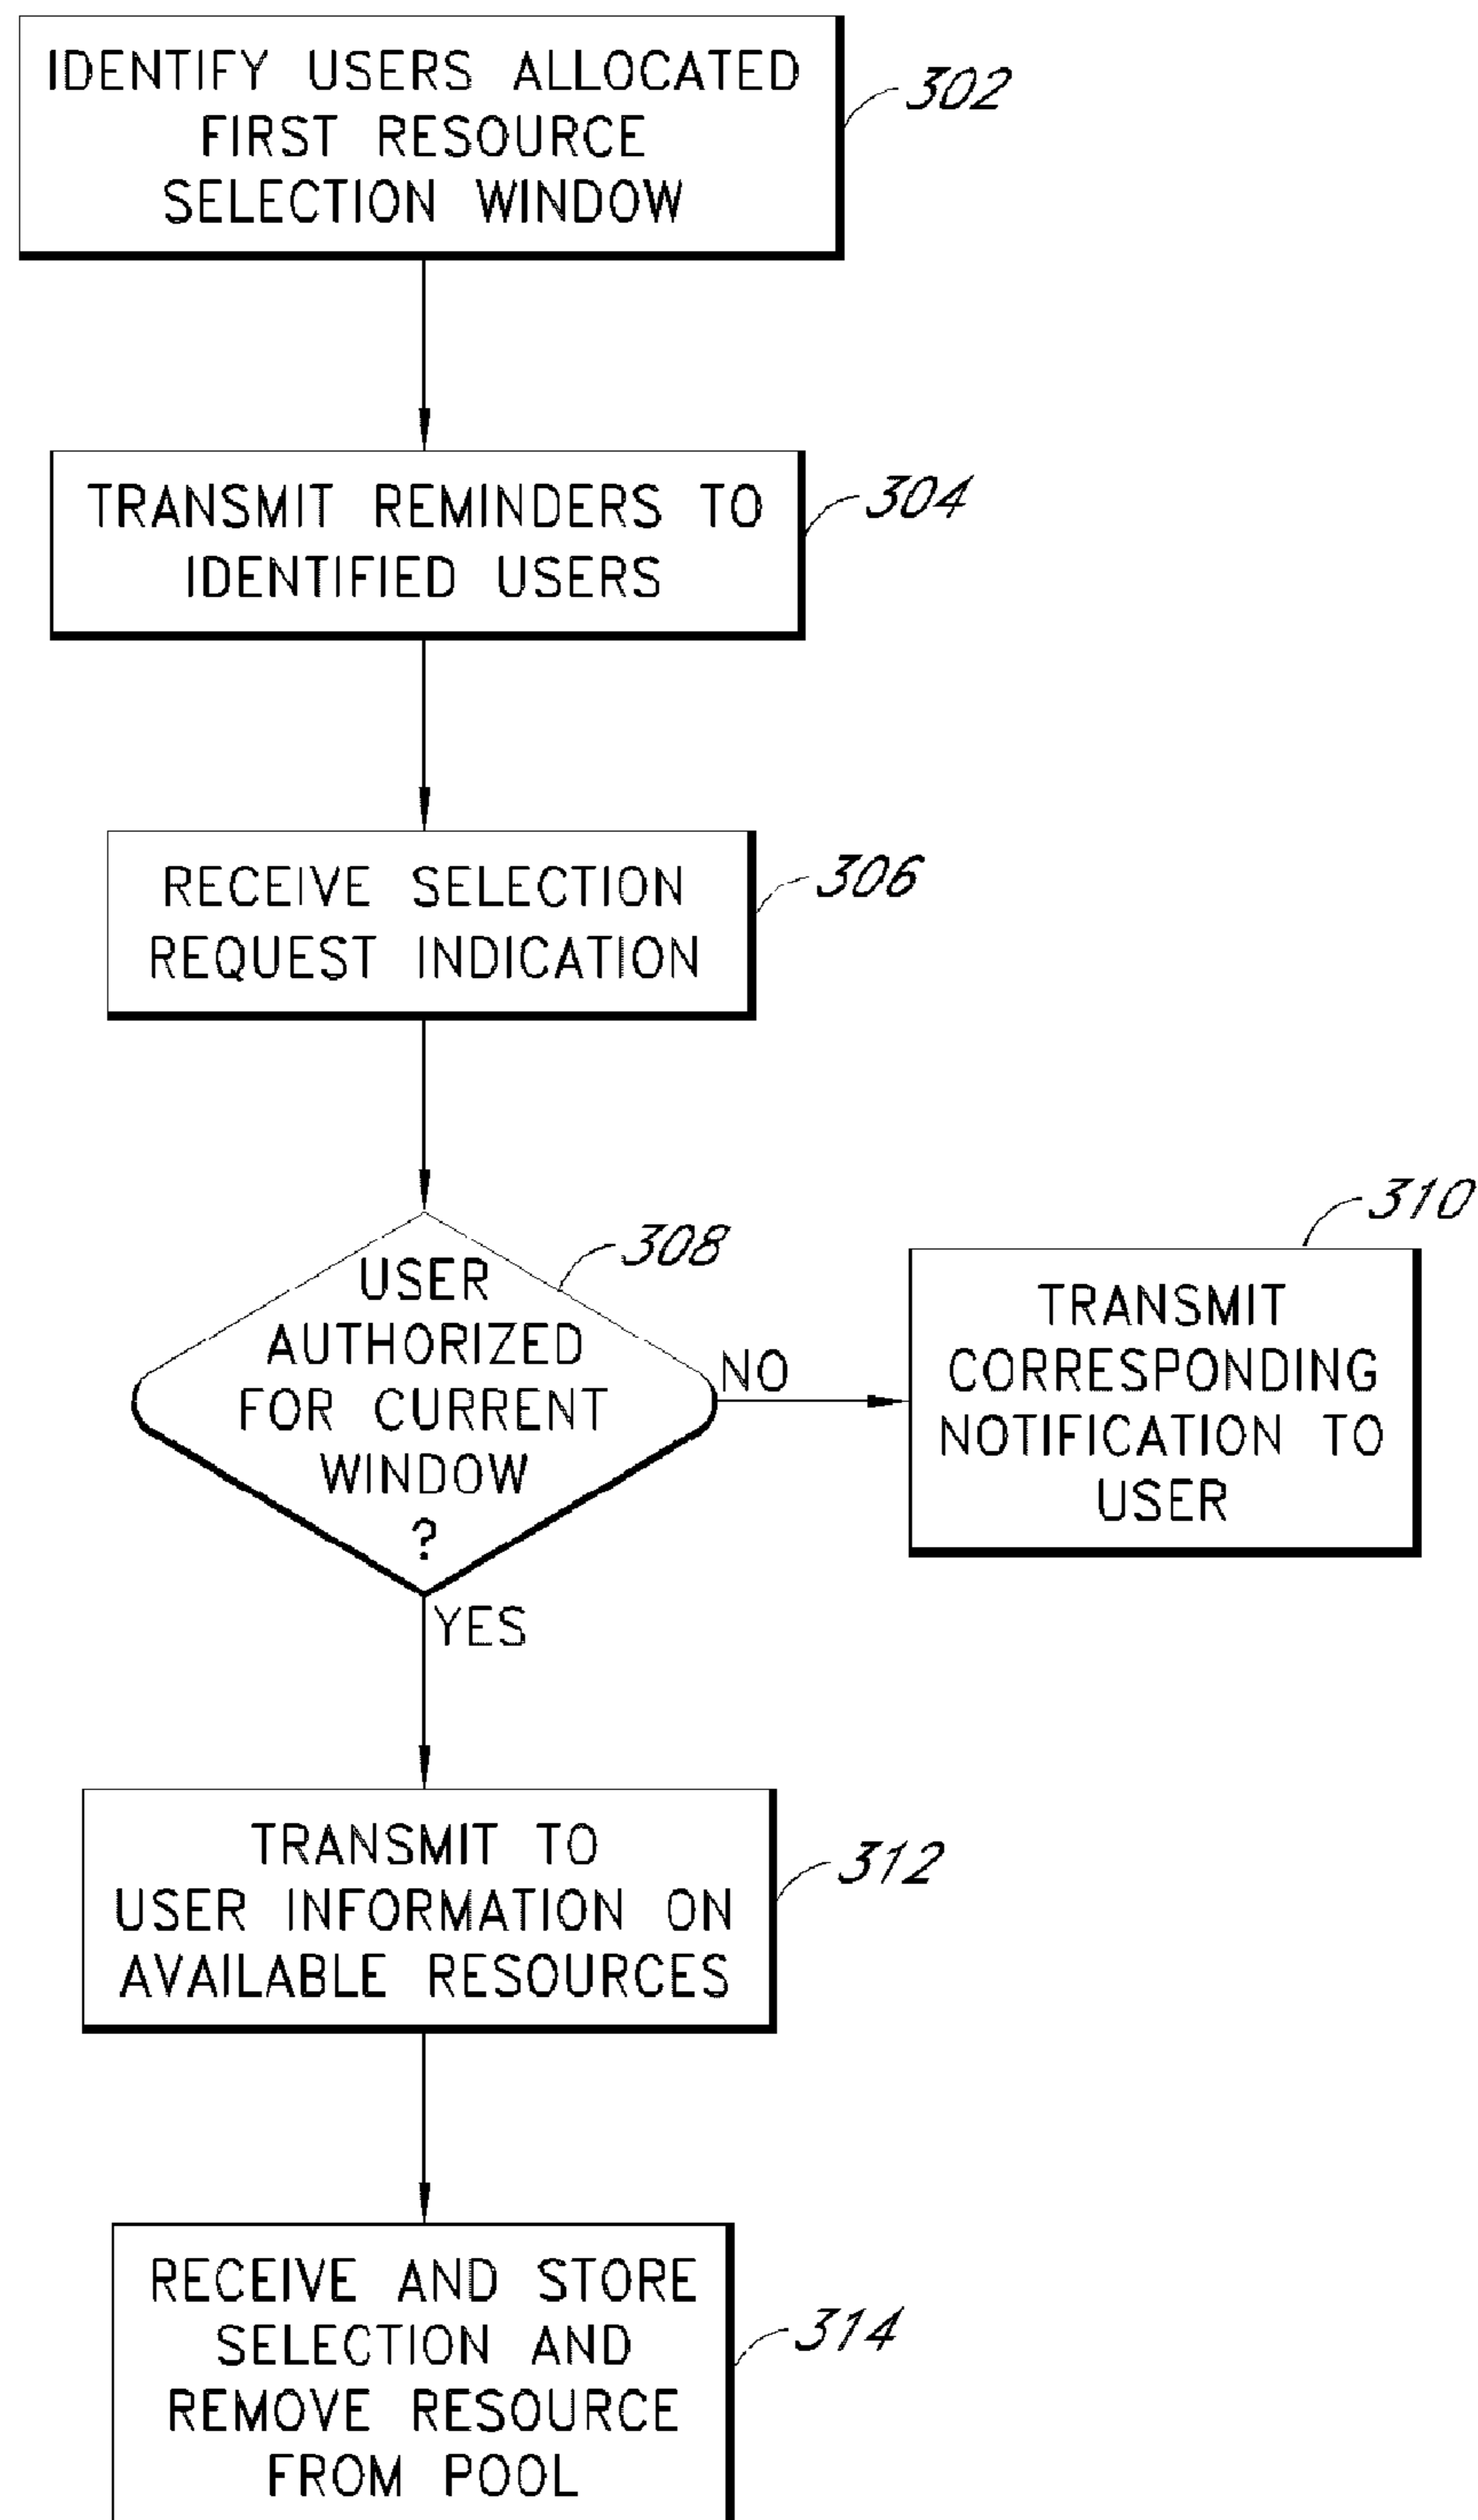 IDENTIFY USERS ALLOCATED
FIRST RESOURCE
SELECTION WINDOW
302
TRANSMIT REMINDERS TO
IDENTIFIED USERS
304
RECEIVE SELECTION
REQUEST INDICATION
306
USER
AUTHORIZED
FOR CURRENT
WINDOW
?
308
NO
310
TRANSMIT
CORRESPONDING
NOTIFICATION TO
USER
YES
TRANSMIT TO
USER INFORMATION ON
AVAILABLE RESOURCES
312
RECEIVE AND STORE
SELECTION AND
REMOVE RESOURCE
FROM POOL
314